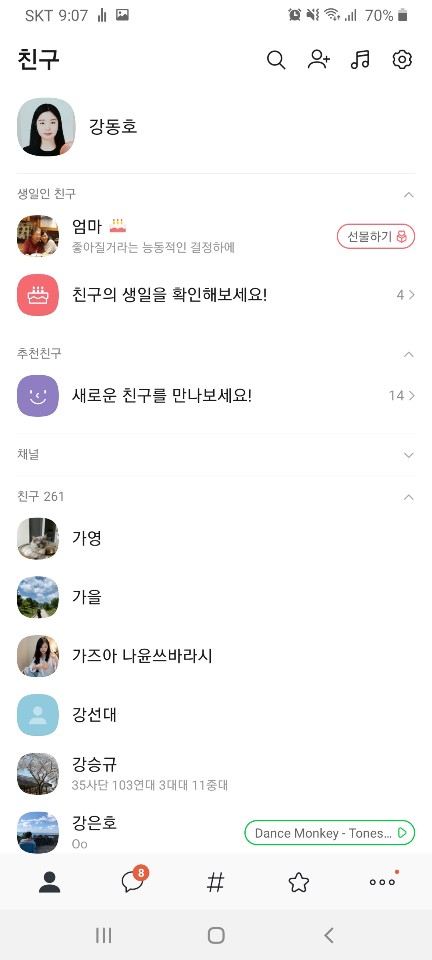 SKT 9:07 70%
친구
강동호
생일인 친구
엄마
좋아질거라는 능동적인 결정하에
선물하기
친구의 생일을 확인해보세요!
4
추천친구
새로운 친구를 만나보세요!
14
채널
친구 261
가영
가을
가즈아 나윤쓰바라시
강선대
강승규
35사단 103연대 3대대 11중대
강은호
Oo
Dance Monkey - Tones...
8
#